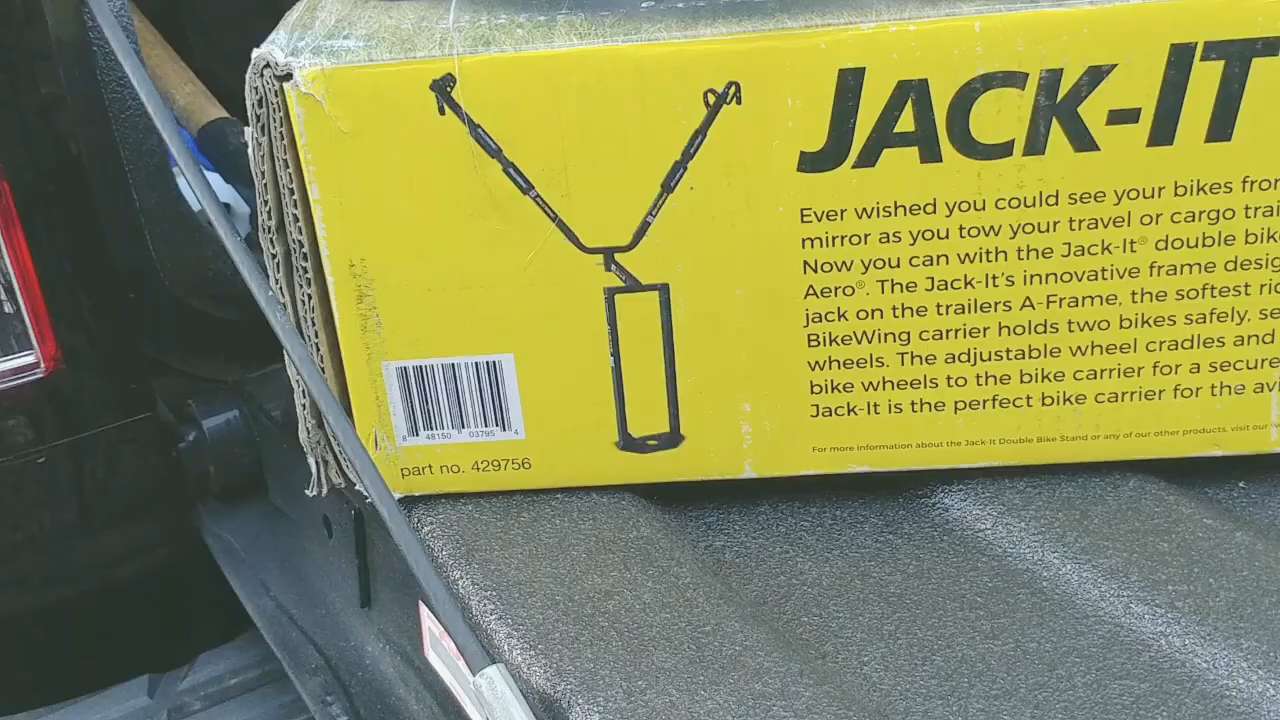 JACK-IT
Ever wished you could see your bikes from
mirror as you tow your travel or cargo trai
Now you can with the Jack-It® double bik
Aero®. The Jack-It's innovative frame desig
jack on the trailers A-Frame, the softest ri
BikeWing carrier holds two bikes safely, se
wheels. The adjustable wheel cradles and
bike wheels to the bike carrier for a secure
Jack-It is the perfect bike carrier for the avi
For more information about the Jack-It Double Bike Stand or any of our other products, visit our
8 48150 03795 4
part no. 429756